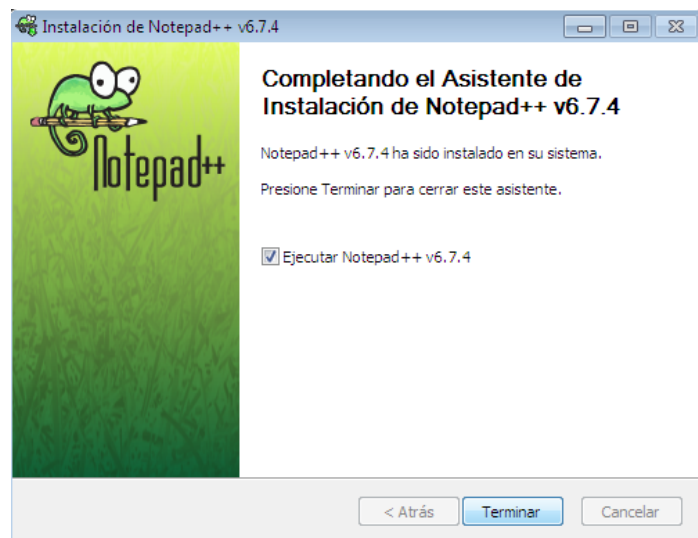 Instalación de Notepad++ v6.7.4
Notepad++
Completando el Asistente de
Instalación de Notepad++ v6.7.4
Notepad++ v6.7.4 ha sido instalado en su sistema.
Presione Terminar para cerrar este asistente.
Ejecutar Notepad++ v6.7.4
< Atrás
Terminar
Cancelar